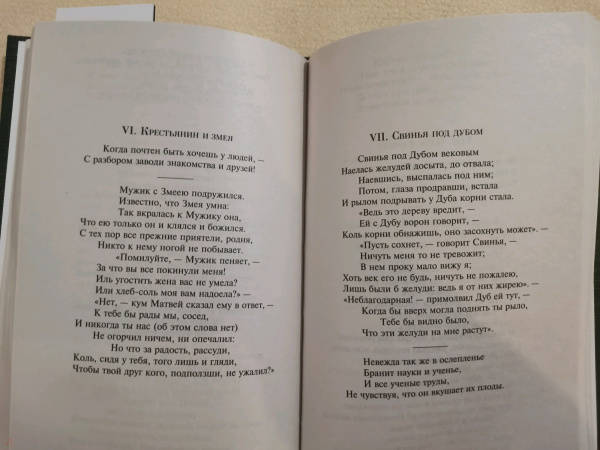 VI. Крестьянин и змея
Когда почтен быть хочешь у людей, —
С разбором заводи знакомства и друзей!
Мужик с Змеею подружился.
Известно, что Змея умна:
Так вкралась к Мужику она,
Что ею только он и клялся и божился.
С тех пор все прежние приятели, родня,
Никто к нему ногой не побывает.
«Помилуйте, — Мужик пеняет, —
За что вы все покинули меня!
Иль угостить жена вас не умела?
Или хлеб-соль моя вам надоела?»
«Нет, — кум Матвей сказал ему в ответ, —
К тебе бы рады мы, сосед,
И никогда ты нас (об этом слова нет)
Не огорчил ничем, ни опечалил:
Но что за радость, рассуди,
Коль, сидя у тебя, того лишь и гляди,
Чтобы твой друг кого, подползши, не ужалил?»
VII. Свинья под дубом
Свинья под Дубом вековым
Наелась желудей досыта, до отвала;
Наевшись, выспалась под ним;
Потом, глаза продравши, встала
И рылом подрывать у Дуба корни стала.
«Ведь это дереву вредит, —
Ей с Дубу ворон говорит, —
Коль корни обнажишь, оно засохнуть может».
«Пусть сохнет, — говорит Свинья, —
Ничуть меня то не тревожит;
В нем проку мало вижу я;
Хоть век его не будь, ничуть не пожалею,
Лишь были б желуди: ведь я от них жирею». —
«Неблагодарная! — примолвил Дуб ей тут, —
Когда бы вверх могла поднять ты рыло,
Тебе бы видно было,
Что эти желуди на мне растут».
Невежда так же в ослепленье
Бранит науки и ученье,
И все ученые труды,
Не чувствуя, что он вкушает их плоды.